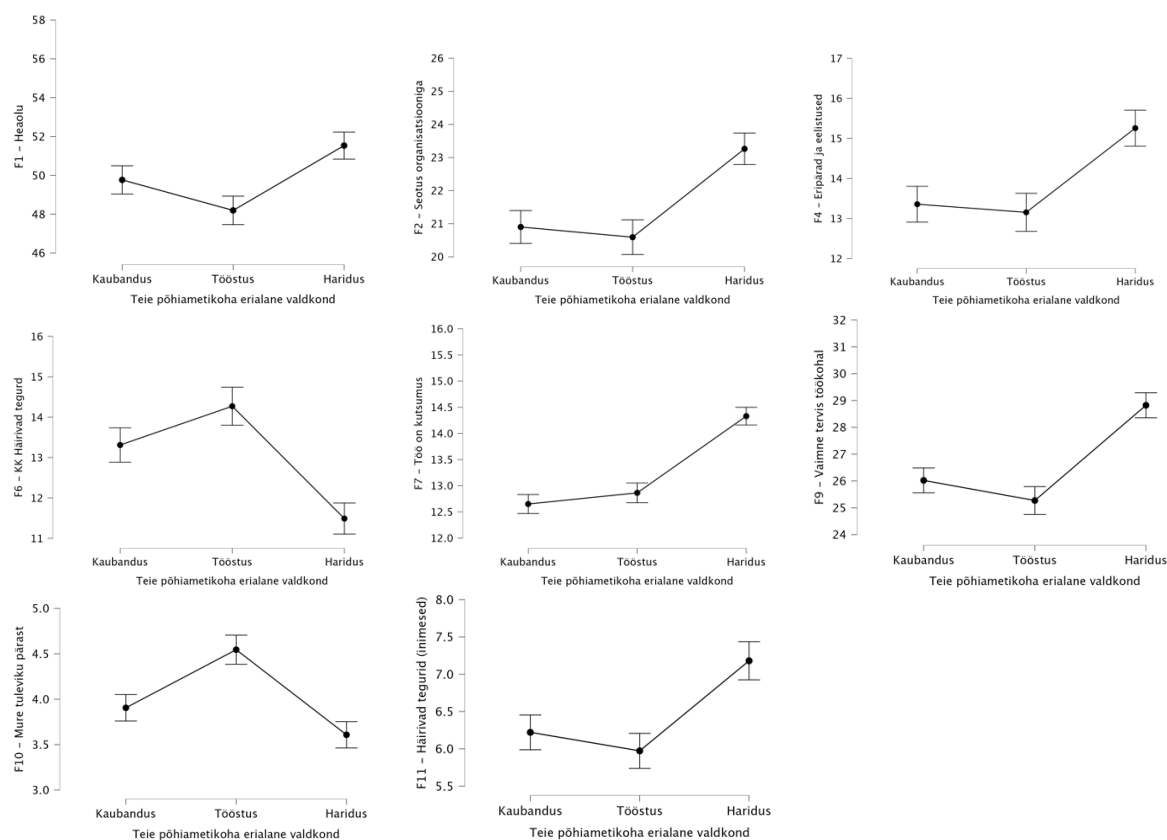 F1 – Heaolu
58
56
54
52
50
48
46
Kaubandus Tööstus Haridus
Teie põhiametikoha erialane valdkond
F2 – Seotus organisatsiooniga
26
25
24
23
22
21
20
Kaubandus Tööstus Haridus
Teie põhiametikoha erialane valdkond
F4 – Eripärad ja eelistused
17
16
15
14
13
12
Kaubandus Tööstus Haridus
Teie põhiametikoha erialane valdkond
F6 – KK Häirivad tegurd
16
15
14
13
12
11
Kaubandus Tööstus Haridus
Teie põhiametikoha erialane valdkond
F7 – Töö on kutsumus
16.0
15.5
15.0
14.5
14.0
13.5
13.0
12.5
12.0
Kaubandus Tööstus Haridus
Teie põhiametikoha erialane valdkond
F9 – Vaimne tervis töökohal
32
31
30
29
28
27
26
25
24
Kaubandus Tööstus Haridus
Teie põhiametikoha erialane valdkond
F10 – Mure tuleviku pärast
5.0
4.5
4.0
3.5
3.0
Kaubandus Tööstus Haridus
Teie põhiametikoha erialane valdkond
F11 – Häirivad tegurid (inimesed)
8.0
7.5
7.0
6.5
6.0
5.5
Kaubandus Tööstus Haridus
Teie põhiametikoha erialane valdkond